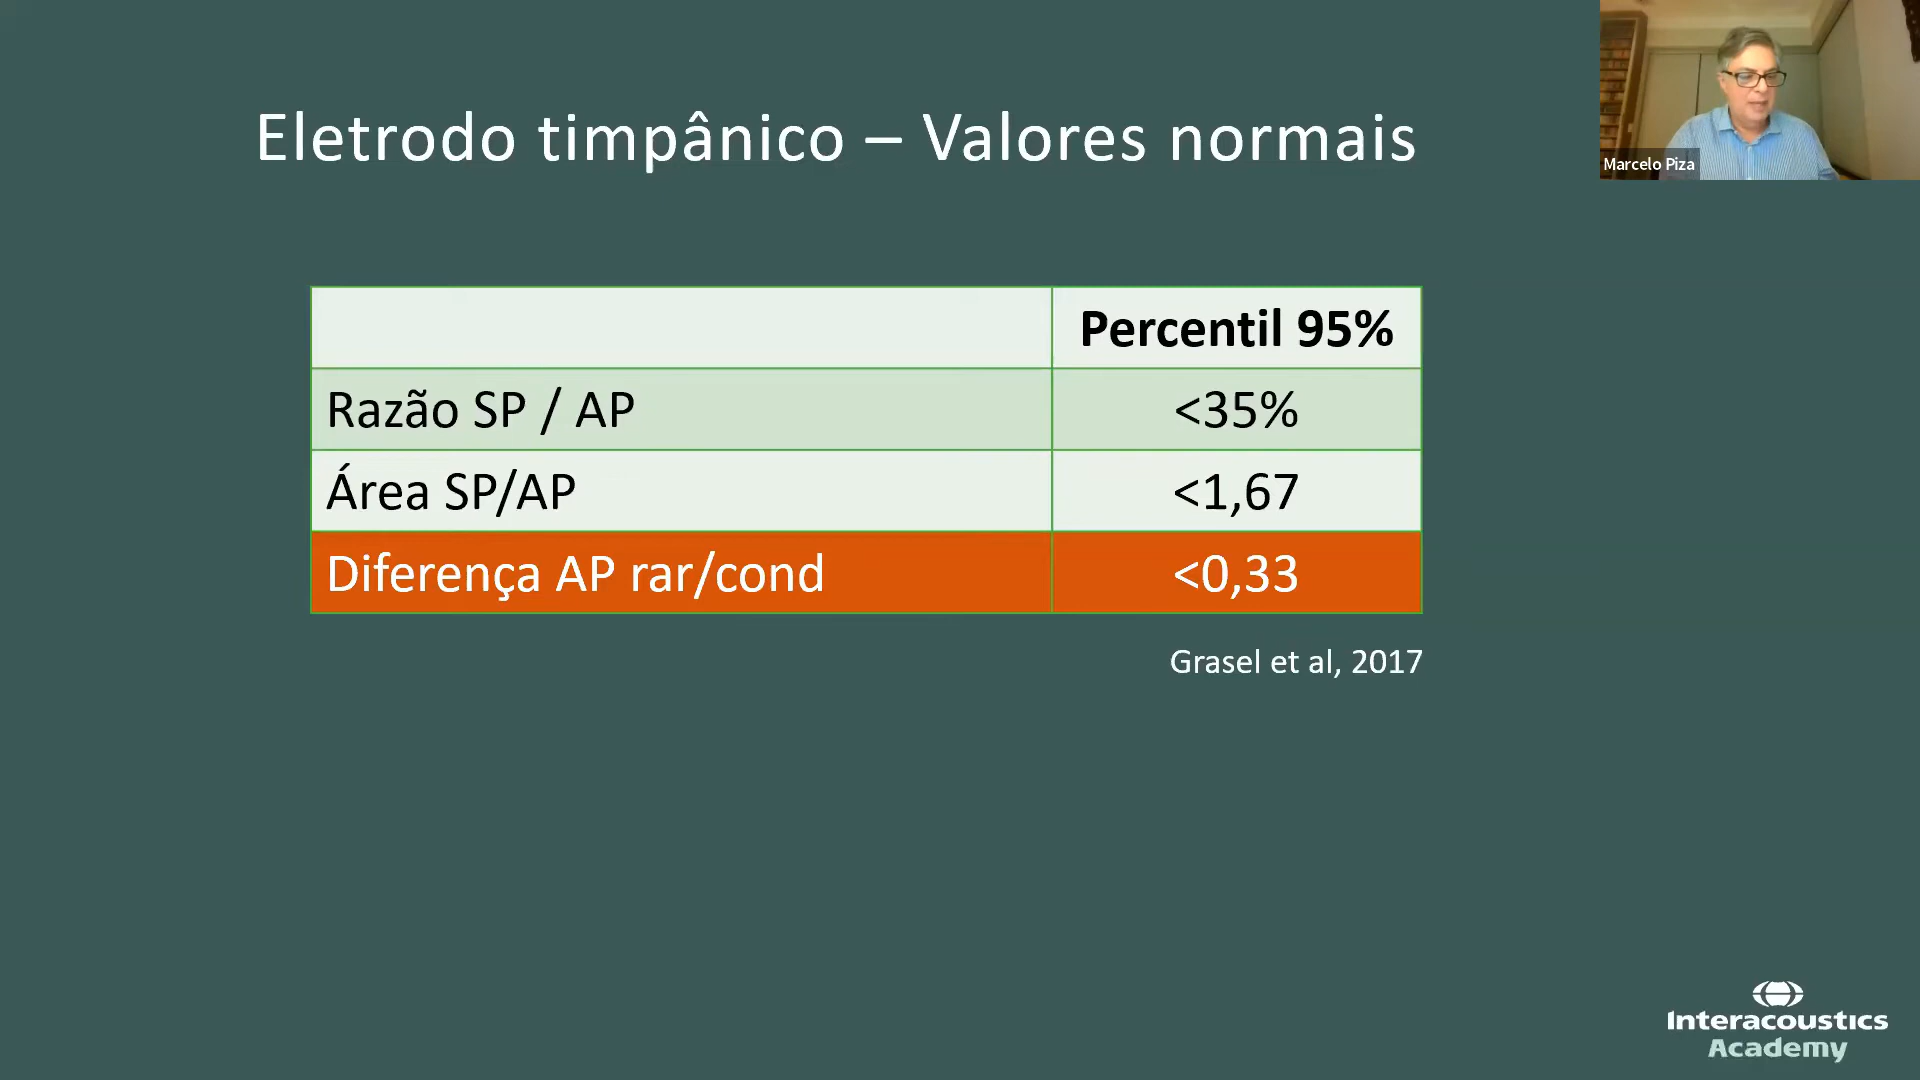 Eletrodo timpânico – Valores normais
Marcelo Piza
Percentil 95%
Razão SP / AP <35%
Área SP/AP <1,67
Diferença AP rar/cond <0,33
Grasel et al, 2017
Interacoustics
Academy